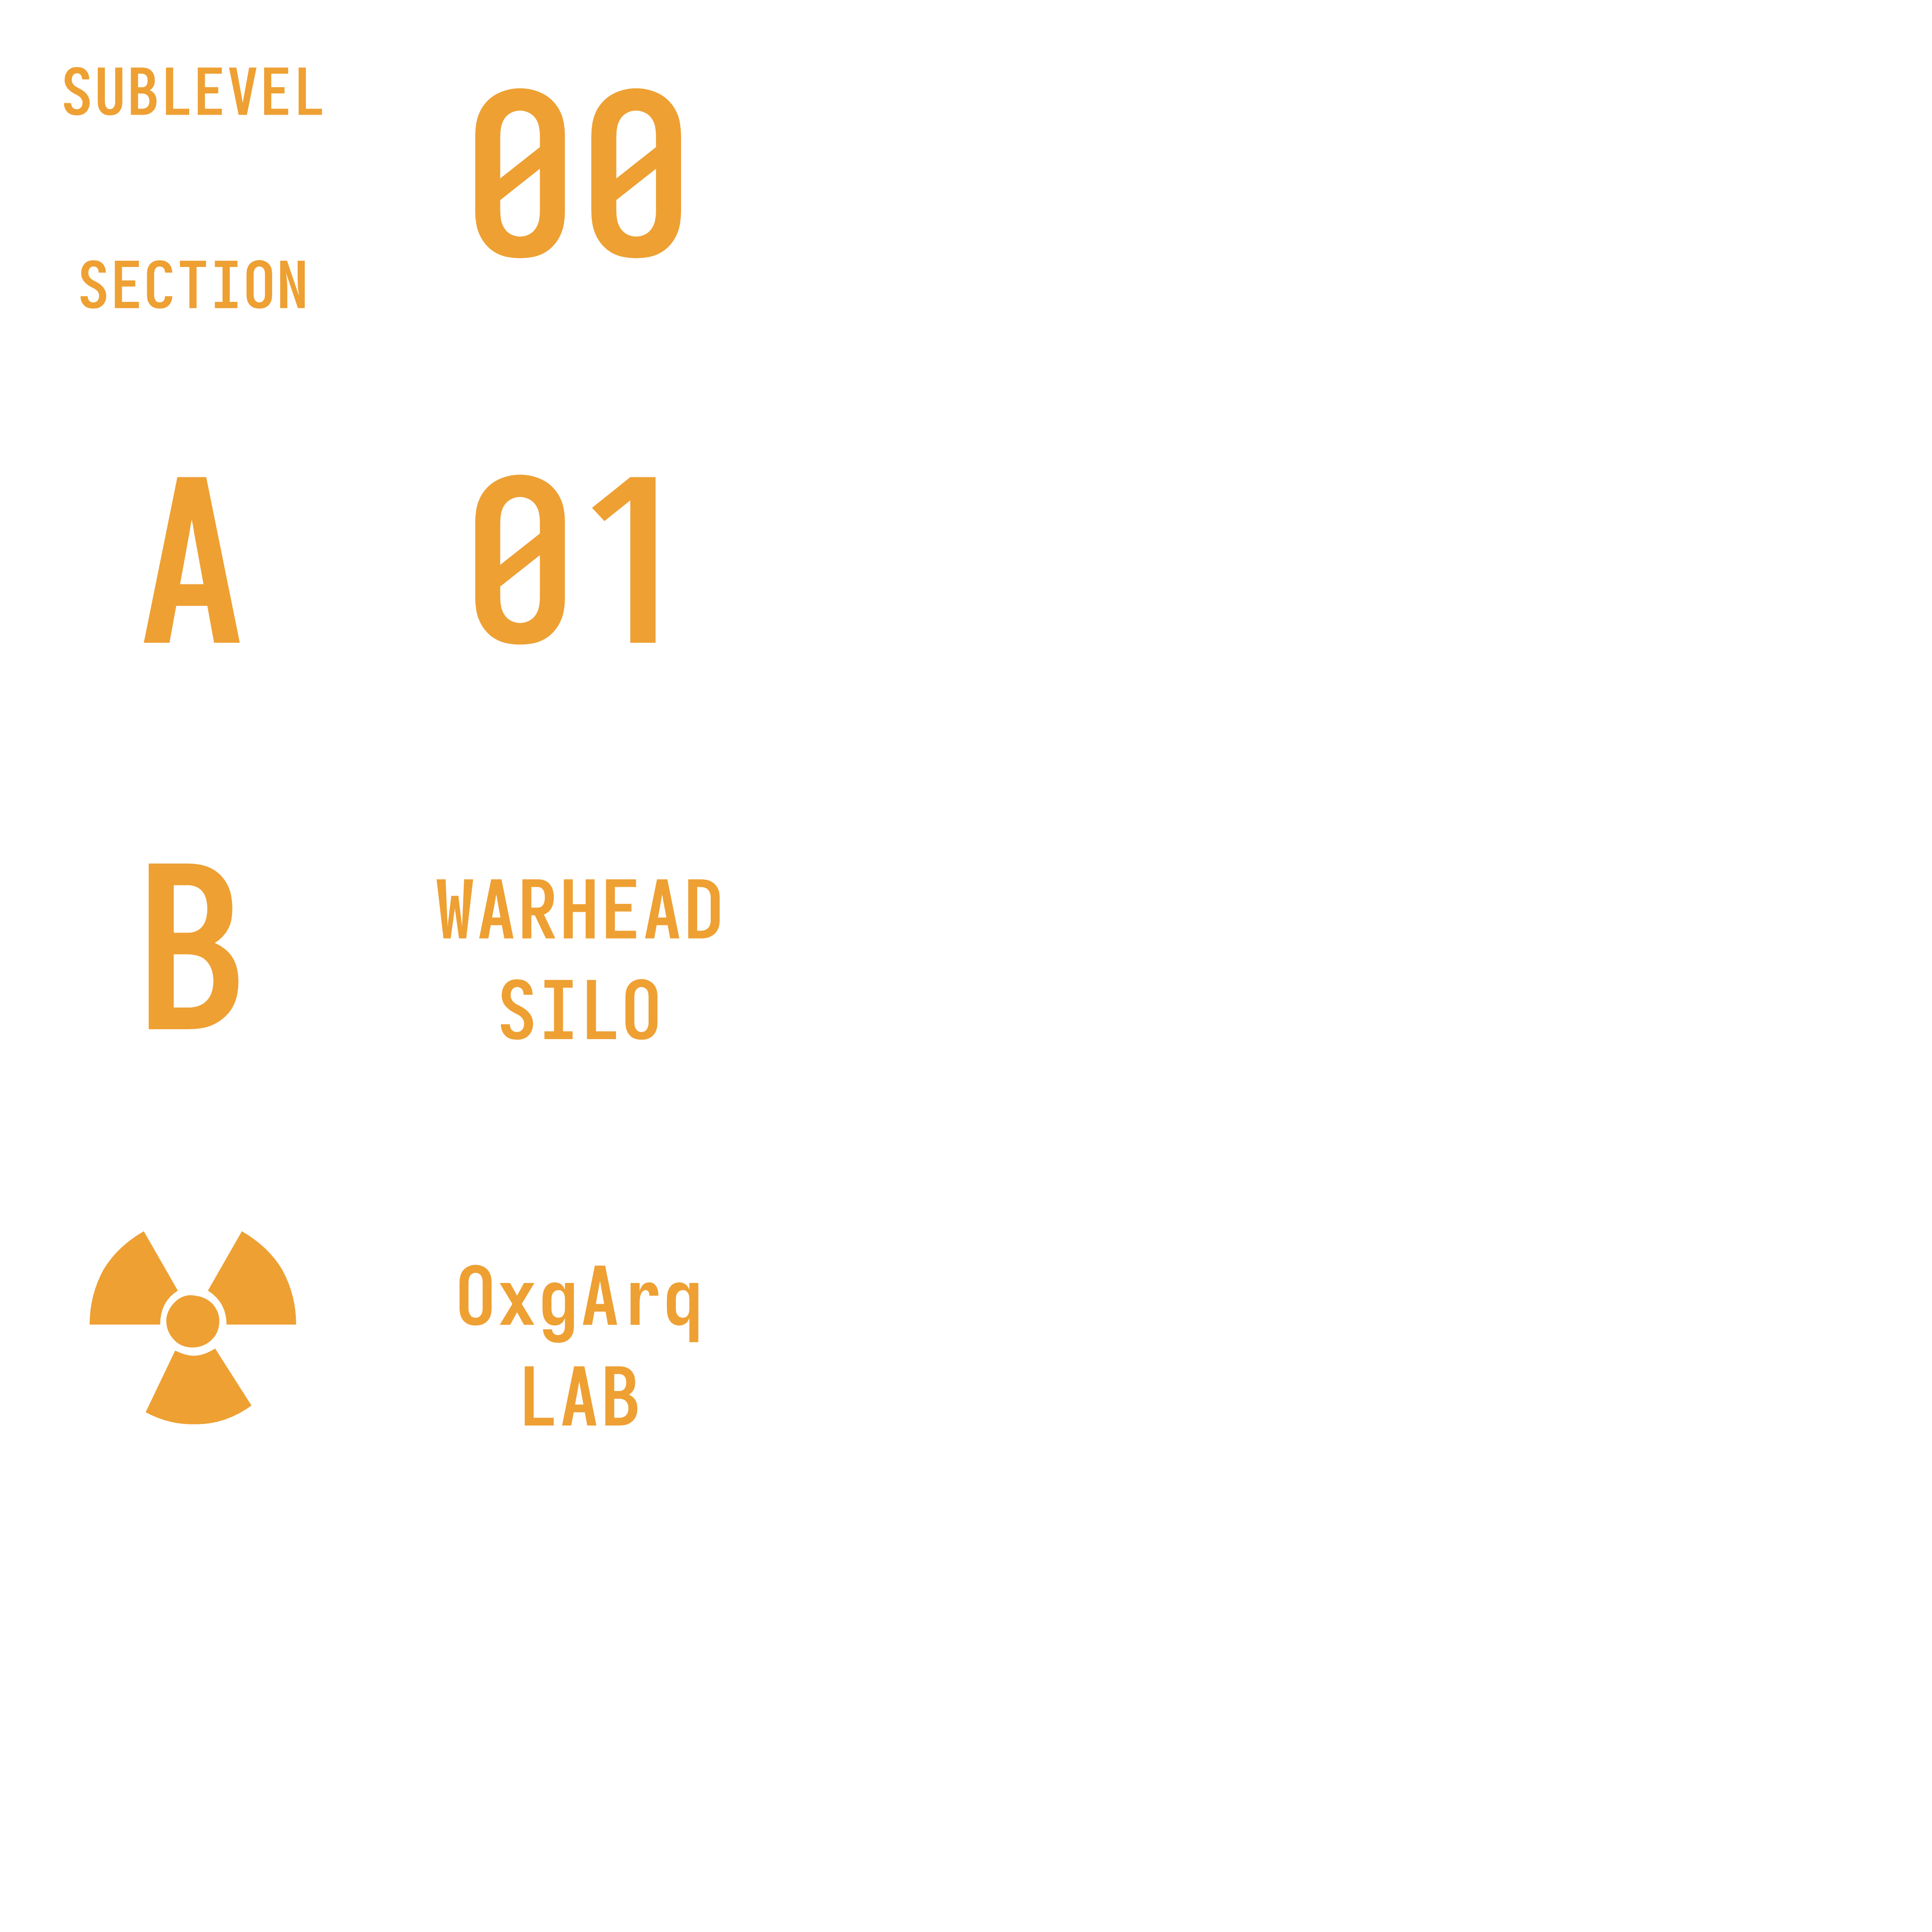 SUBLEVEL
00
SECTION
A
01
B
WARHEAD
SILO
OxgArq
LAB